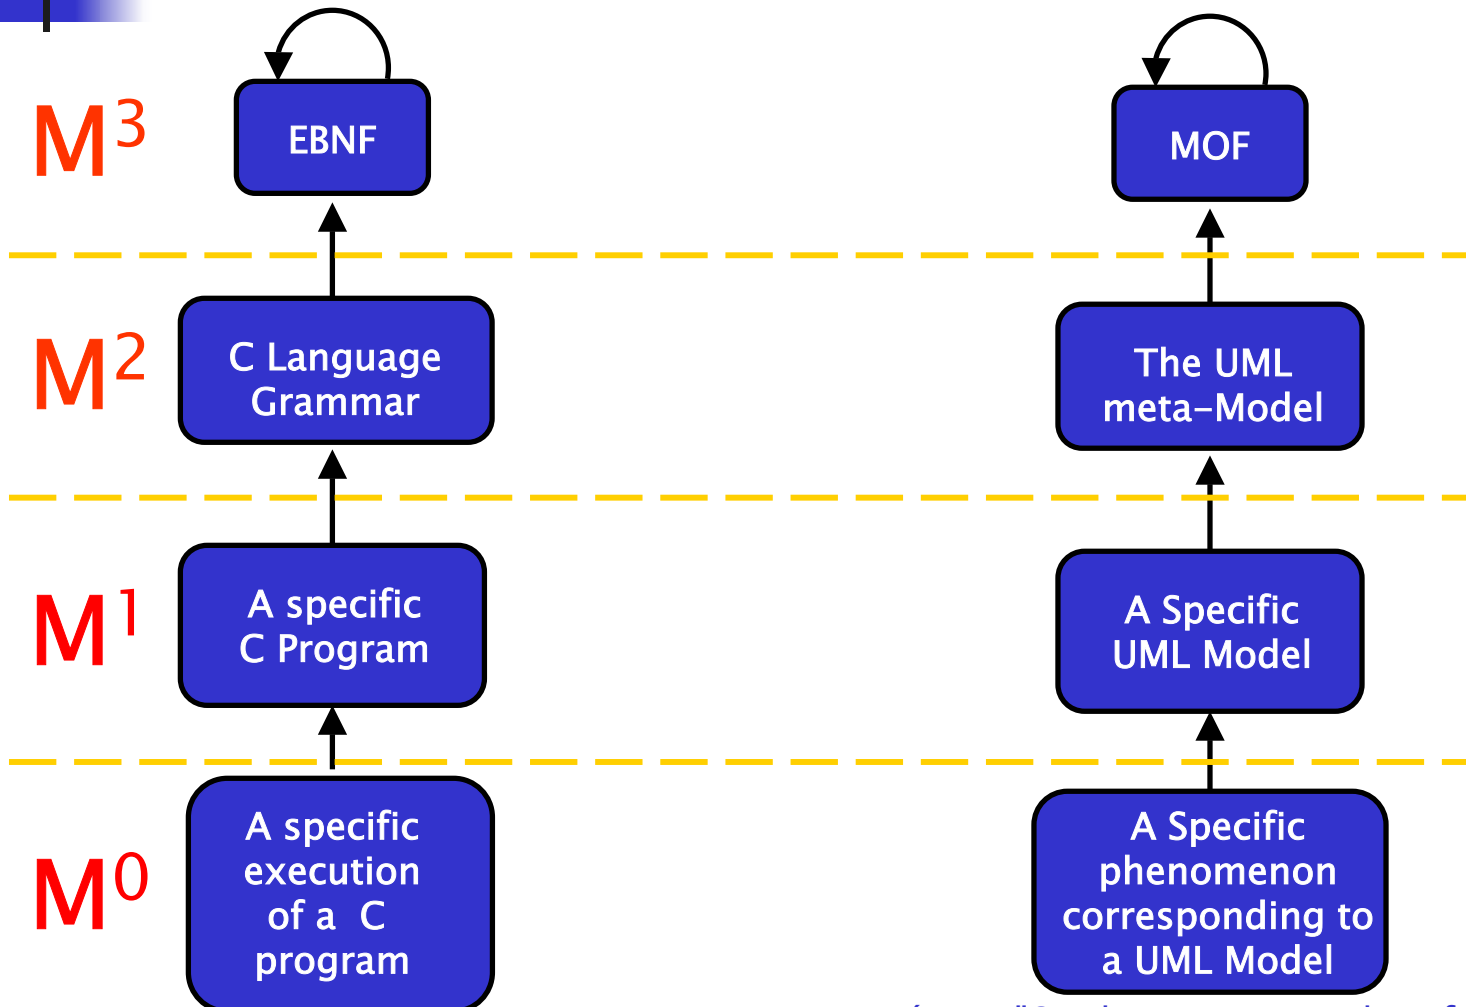 M³
EBNF
MOF
M²
C Language
Grammar
The UML
meta-Model
M¹
A specific
C Program
A Specific
UML Model
M⁰
A specific
execution
of a C
program
A Specific
phenomenon
corresponding to
a UML Model